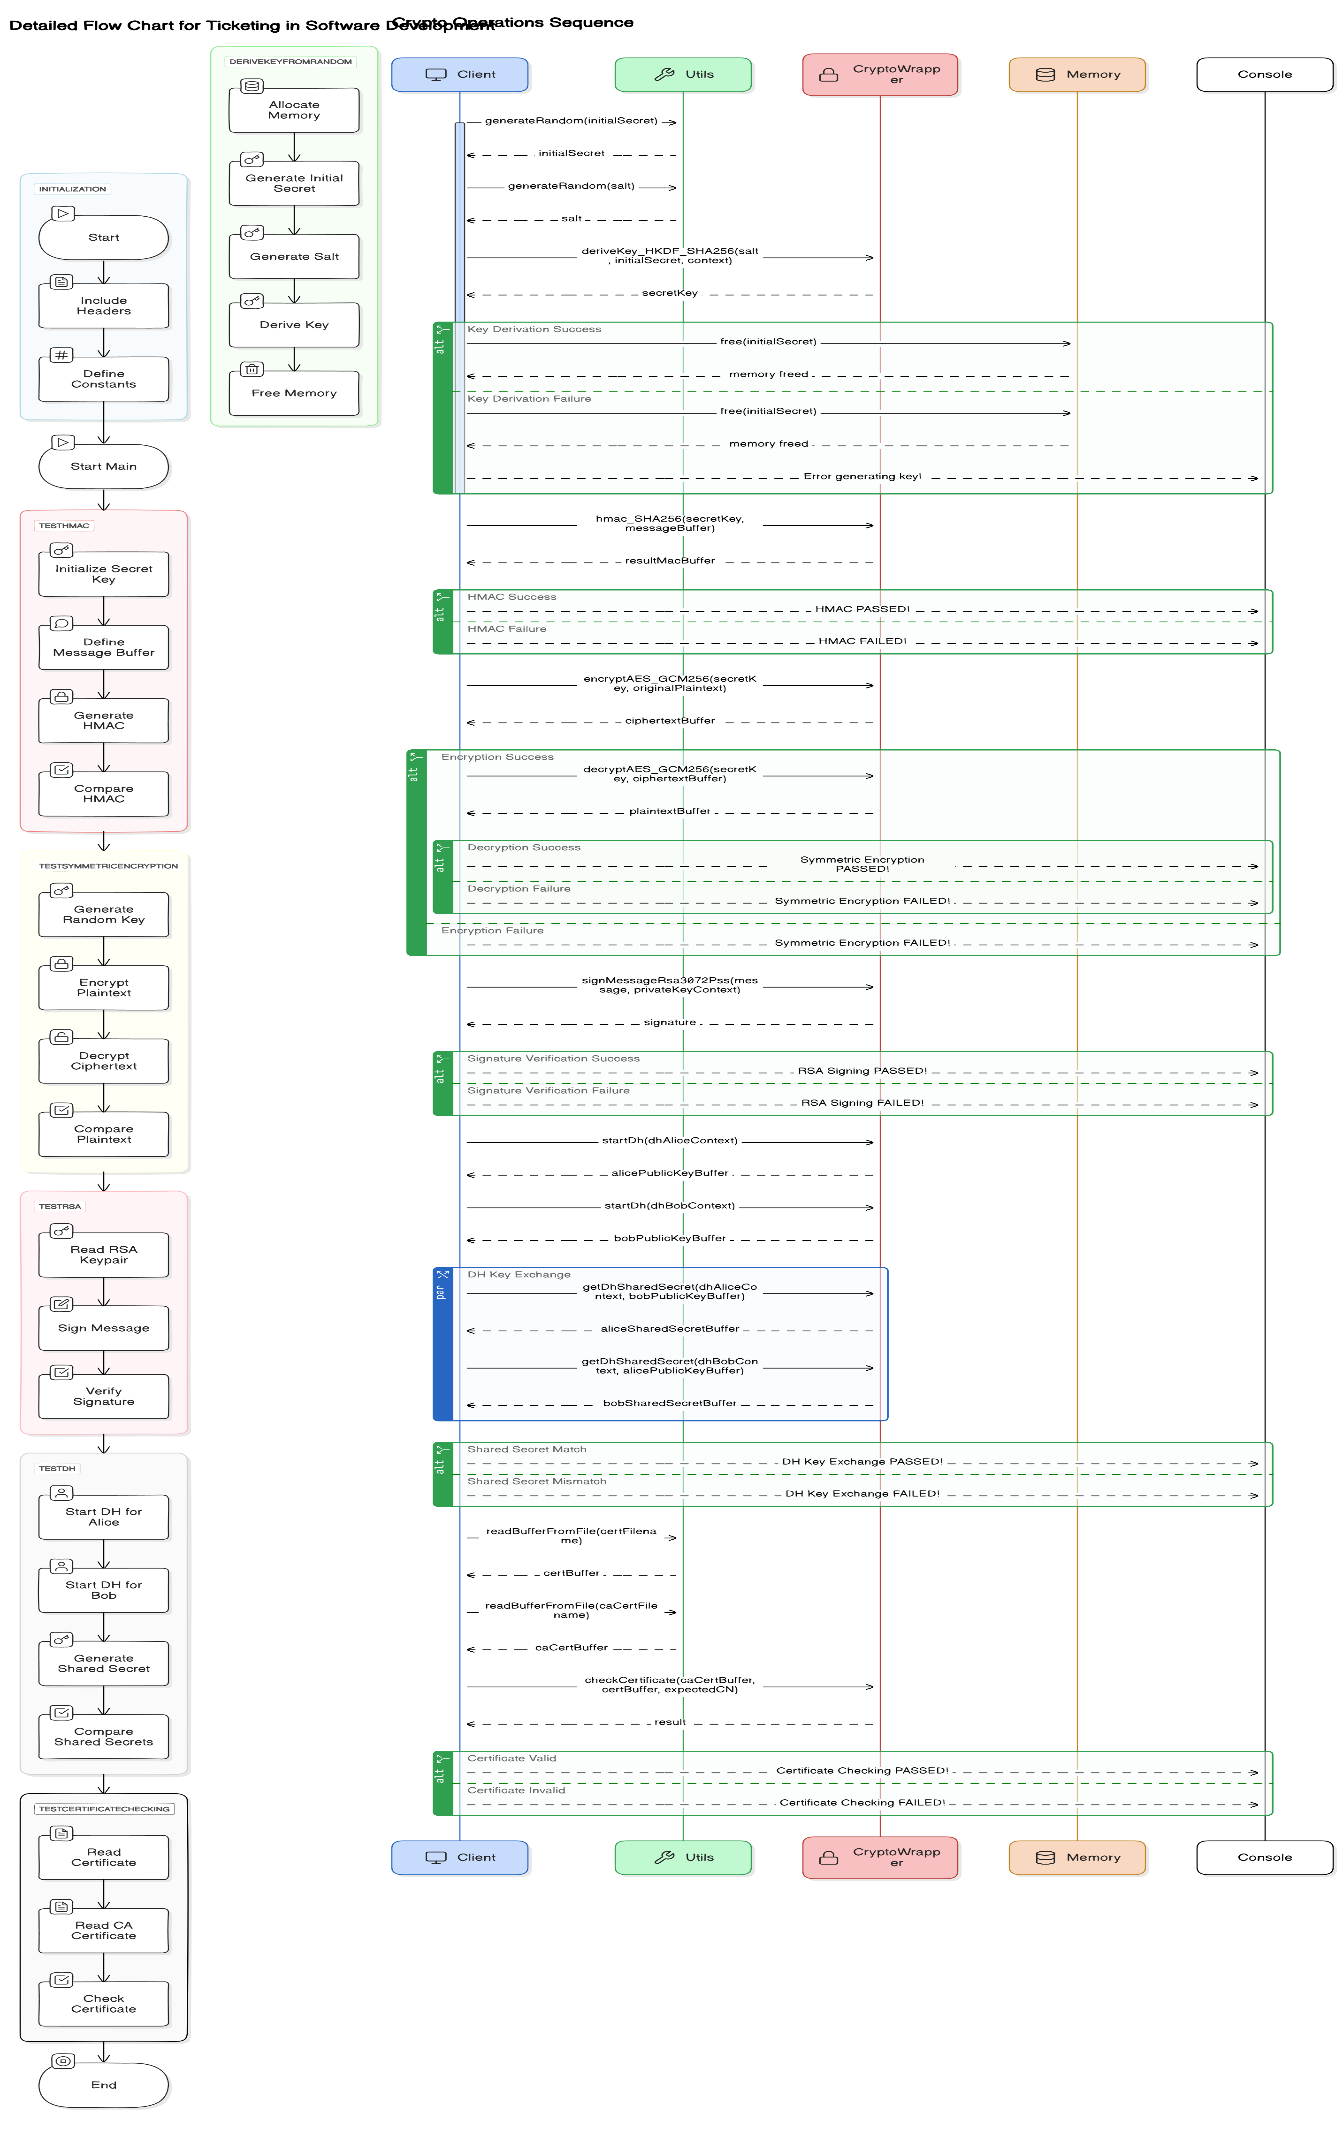 Detailed Flow Chart for Ticketing in Software Development
Crypto Operations Sequence
INITIALIZATION
Start
Include
Headers
Define
Constants
Start Main
TESTHMAC
Initialize Secret
Key
Define
Message Buffer
Generate
HMAC
Compare
HMAC
TESTSYMMETRICENCRYPTION
Generate
Random Key
Encrypt
Plaintext
Decrypt
Ciphertext
Compare
Plaintext
TESTRSA
Read RSA
Keypair
Sign Message
Verify
Signature
TESTDH
Start DH for
Alice
Start DH for
Bob
Generate
Shared Secret
Compare
Shared Secrets
TESTCERTIFICATECHECKING
Read
Certificate
Read CA
Certificate
Check
Certificate
End
DERIVEKEYFROMRANDOM
Allocate
Memory
Generate Initial
Secret
Generate Salt
Derive Key
Free Memory
Client
Utils
CryptoWrapp
er
Memory
Console
generateRandom(initialSecret)
initialSecret
generateRandom(salt)
salt
deriveKey_HKDF_SHA256(salt
, initialSecret, context)
secretKey
alt
Key Derivation Success
free(initialSecret)
memory freed
Key Derivation Failure
free(initialSecret)
memory freed
Error generating key!
hmac_SHA256(secretKey,
messageBuffer)
resultMacBuffer
alt
HMAC Success
HMAC PASSED!
HMAC Failure
HMAC FAILED!
encryptAES_GCM256(secretK
ey, originalPlaintext)
ciphertextBuffer
alt
Encryption Success
decryptAES_GCM256(secretK
ey, ciphertextBuffer)
plaintextBuffer
alt
Decryption Success
Symmetric Encryption
PASSED!
Decryption Failure
Symmetric Encryption FAILED!
Encryption Failure
Symmetric Encryption FAILED!
signMessageRsa3072Pss(mes
sage, privateKeyContext)
signature
alt
Signature Verification Success
RSA Signing PASSED!
Signature Verification Failure
RSA Signing FAILED!
startDh(dhAliceContext)
alicePublicKeyBuffer
startDh(dhBobContext)
bobPublicKeyBuffer
par
DH Key Exchange
getDhSharedSecret(dhAliceCo
ntext, bobPublicKeyBuffer)
aliceSharedSecretBuffer
getDhSharedSecret(dhBobCon
text, alicePublicKeyBuffer)
bobSharedSecretBuffer
alt
Shared Secret Match
DH Key Exchange PASSED!
Shared Secret Mismatch
DH Key Exchange FAILED!
readBufferFromFile(certFilena
me)
certBuffer
readBufferFromFile(caCertFile
name)
caCertBuffer
checkCertificate(caCertBuffer,
certBuffer, expectedCN)
result
alt
Certificate Valid
Certificate Checking PASSED!
Certificate Invalid
Certificate Checking FAILED!
Client
Utils
CryptoWrapp
er
Memory
Console